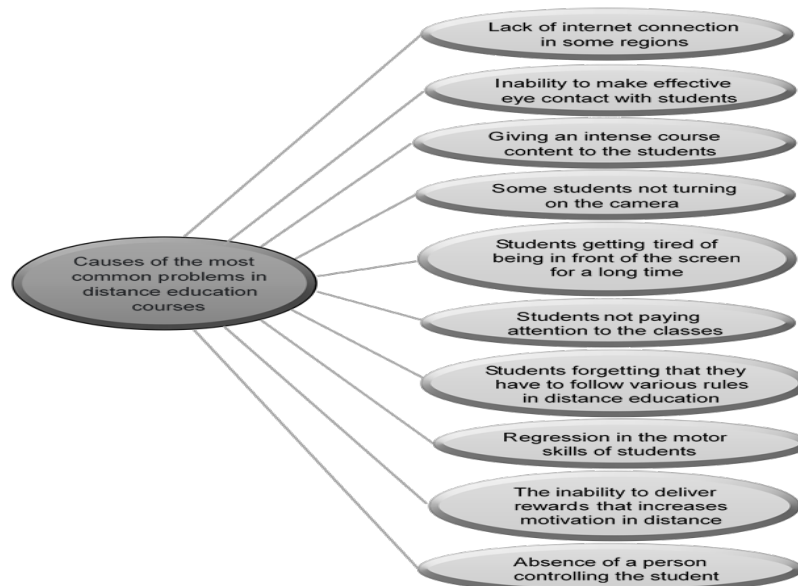 Lack of internet connection
in some regions
Inability to make effective
eye contact with students
Giving an intense course
content to the students
Some students not turning
on the camera
Students getting tired of
being in front of the screen
for a long time
Causes of the most
common problems in
distance education
courses
Students not paying
attention to the classes
Students forgetting that they
have to follow various rules
in distance education
Regression in the motor
skills of students
The inability to deliver
rewards that increases
motivation in distance
Absence of a person
controlling the student